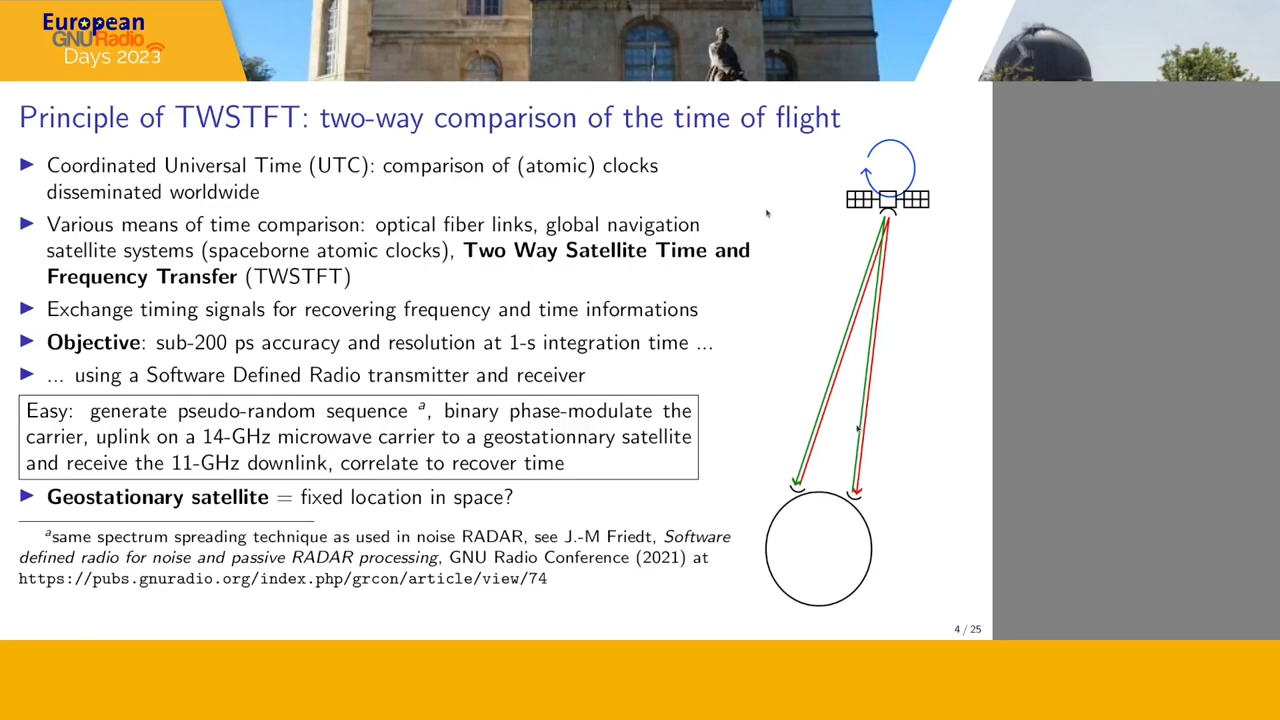 European
GNURadio
Days 2023
Principle of TWSTFT: two-way comparison of the time of flight
▶ Coordinated Universal Time (UTC): comparison of (atomic) clocks
disseminated worldwide
▶ Various means of time comparison: optical fiber links, global navigation
satellite systems (spaceborne atomic clocks), Two Way Satellite Time and
Frequency Transfer (TWSTFT)
▶ Exchange timing signals for recovering frequency and time informations
▶ Objective: sub-200 ps accuracy and resolution at 1-s integration time ...
▶ ... using a Software Defined Radio transmitter and receiver
Easy: generate pseudo-random sequence a, binary phase-modulate the
carrier, uplink on a 14-GHz microwave carrier to a geostationnary satellite
and receive the 11-GHz downlink, correlate to recover time
▶ Geostationary satellite = fixed location in space?
a same spectrum spreading technique as used in noise RADAR, see J.-M Friedt, Software
defined radio for noise and passive RADAR processing, GNU Radio Conference (2021) at
https://pubs.gnuradio.org/index.php/grcon/article/view/74
4 / 25